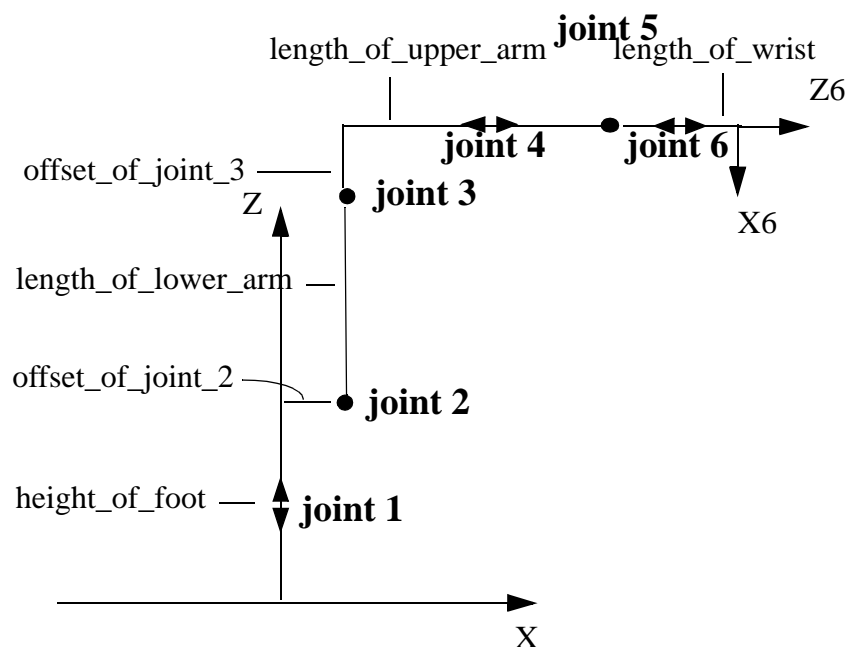 joint 5
length_of_upper_arm
length_of_wrist
Z6
joint 4
joint 6
offset_of_joint_3
joint 3
Z
X6
length_of_lower_arm
offset_of_joint_2
joint 2
height_of_foot
joint 1
X